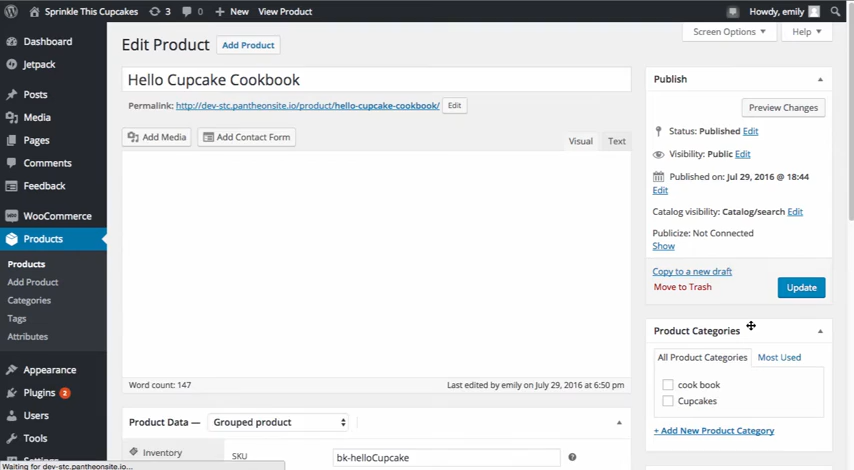 Sprinkle This Cupcakes 3 0 + New View Product Howdy, emily
Dashboard
Jetpack
Posts
Media
Pages
Comments
Feedback
WooCommerce
Products
Products
Add Product
Categories
Tags
Attributes
Appearance
Plugins 2
Users
Tools
Settings
Waiting for dev-stc.pantheonsite.io...
Screen Options Help
Edit Product Add Product
Hello Cupcake Cookbook
Permalink: http://dev-stc.pantheonsite.io/product/hello-cupcake-cookbook/ Edit
Add Media Add Contact Form Visual Text
Word count: 147 Last edited by emily on July 29, 2016 at 6:50 pm
Product Data — Grouped product
Inventory SKU bk-helloCupcake
Publish
Preview Changes
Status: Published Edit
Visibility: Public Edit
Published on: Jul 29, 2016 @ 18:44
Edit
Catalog visibility: Catalog/search Edit
Publicize: Not Connected
Show
Copy to a new draft
Move to Trash Update
Product Categories
All Product Categories Most Used
cook book
Cupcakes
+ Add New Product Category